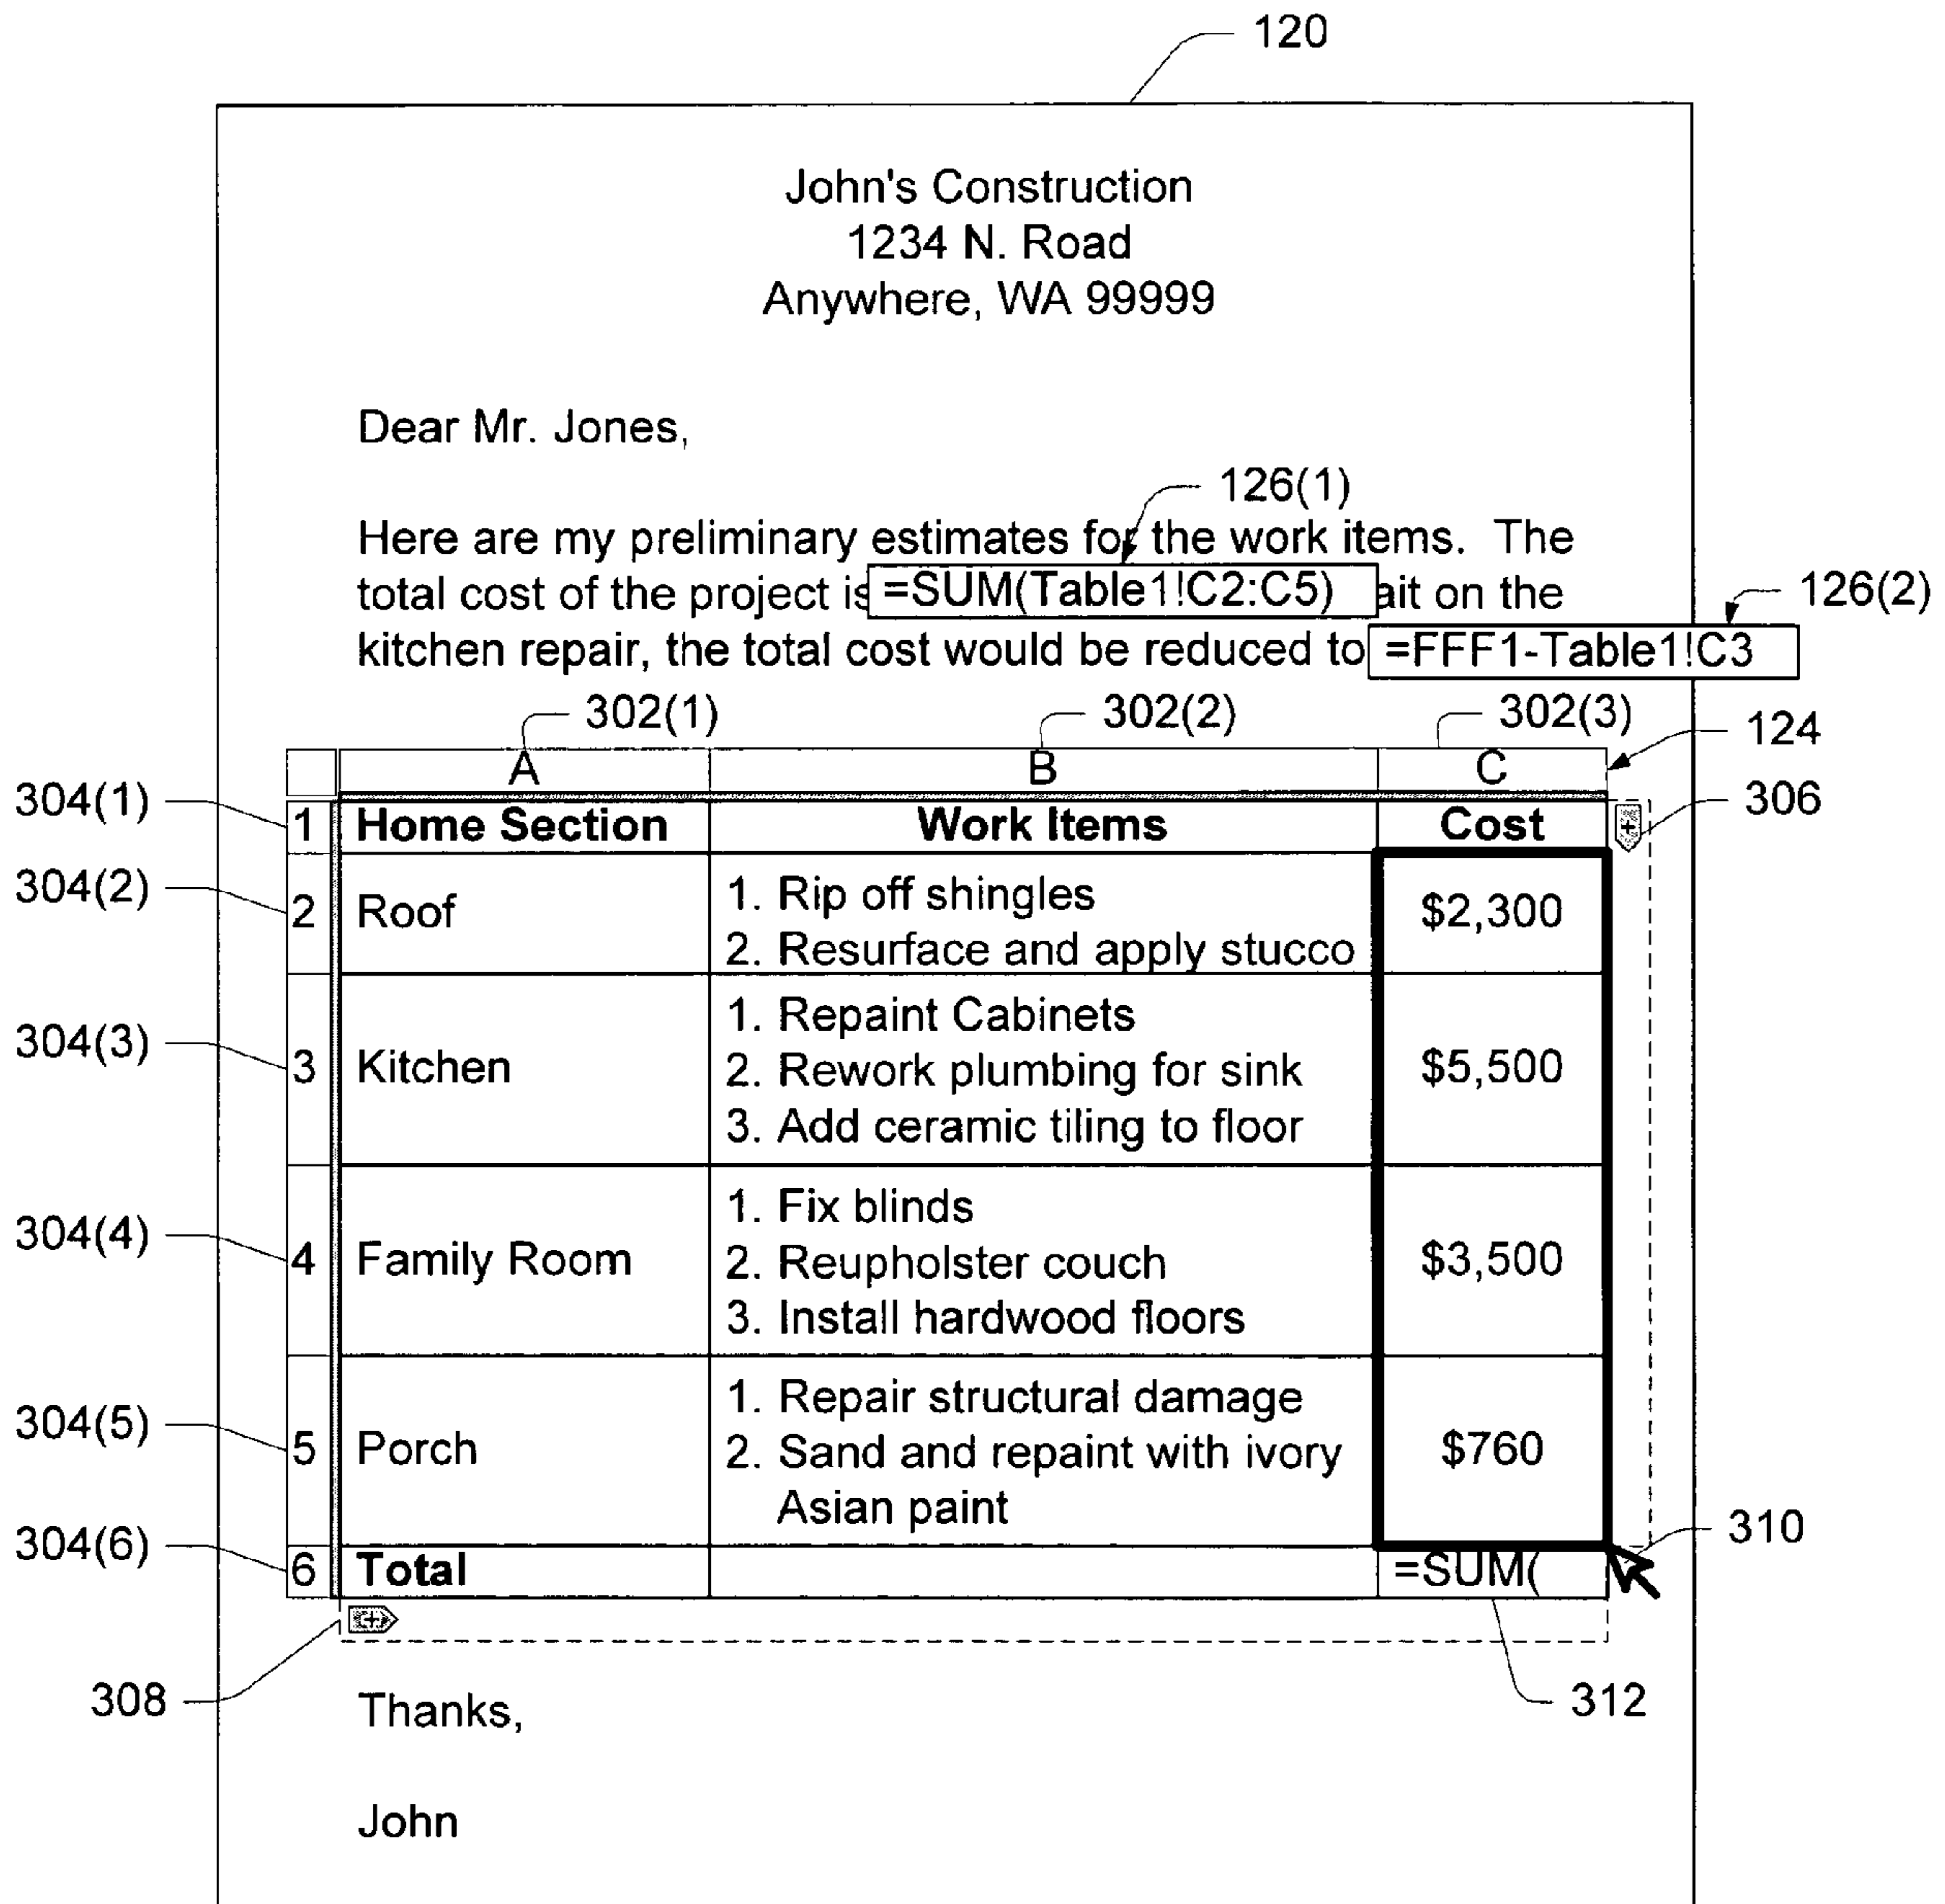 120
John's Construction
1234 N. Road
Anywhere, WA 99999
Dear Mr. Jones,
126(1)
Here are my preliminary estimates for the work items. The
total cost of the project is =SUM(Table1!C2:C5) ait on the
126(2)
kitchen repair, the total cost would be reduced to =FFF1-Table1!C3
302(1) 302(2) 302(3) 124
A B C
304(1) 306
1 Home Section Work Items Cost
304(2)
2 Roof 1. Rip off shingles $2,300
2. Resurface and apply stucco
304(3)
3 Kitchen 1. Repaint Cabinets $5,500
2. Rework plumbing for sink
3. Add ceramic tiling to floor
304(4)
4 Family Room 1. Fix blinds $3,500
2. Reupholster couch
3. Install hardwood floors
304(5)
5 Porch 1. Repair structural damage $760
2. Sand and repaint with ivory
Asian paint
304(6) 310
6 Total =SUM(
308 312
Thanks,
John